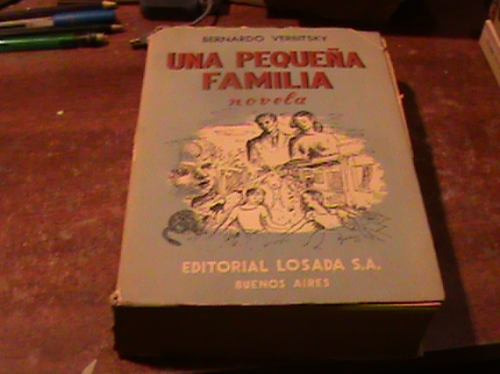 BERNARDO VERBITSKY
UNA PEQUEÑA
FAMILIA
novela
EDITORIAL LOSADA S.A.
BUENOS AIRES